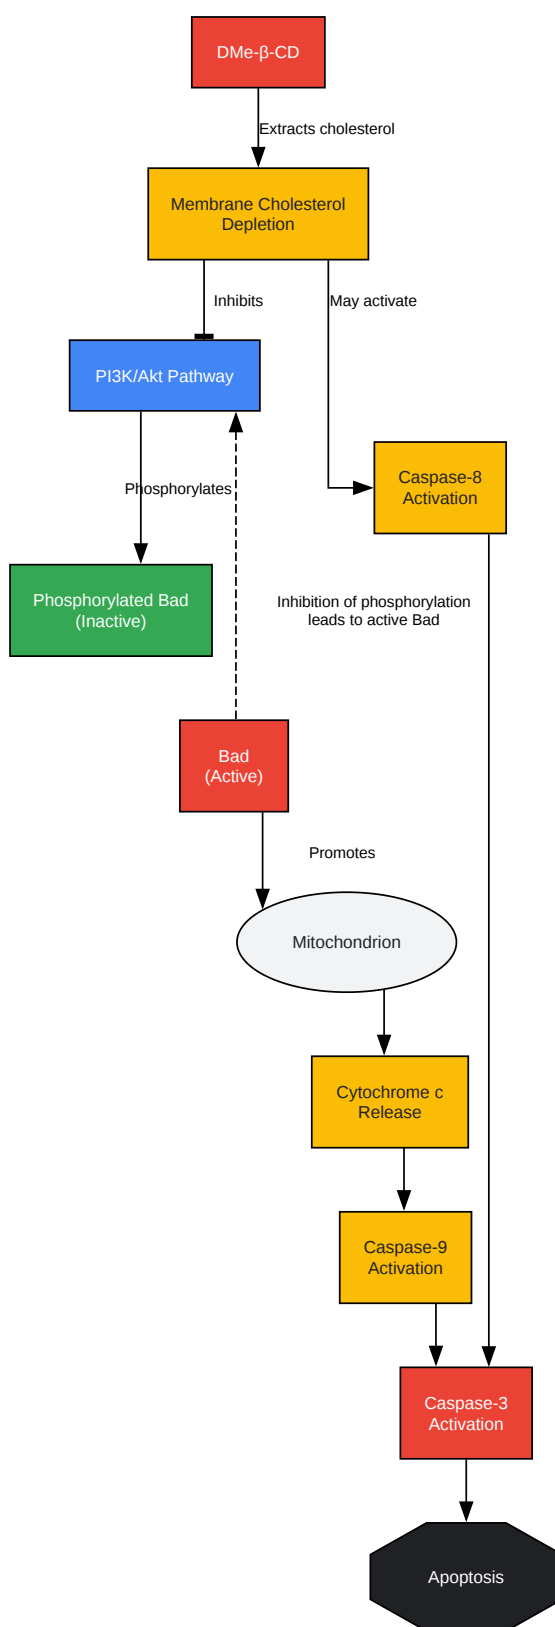 DMe-β-CD
Extracts cholesterol
Membrane Cholesterol
Depletion
Inhibits
May activate
PI3K/Akt Pathway
Caspase-8
Activation
Phosphorylates
Phosphorylated Bad
(Inactive)
Inhibition of phosphorylation
leads to active Bad
Bad
(Active)
Promotes
Mitochondrion
Cytochrome c
Release
Caspase-9
Activation
Caspase-3
Activation
Apoptosis